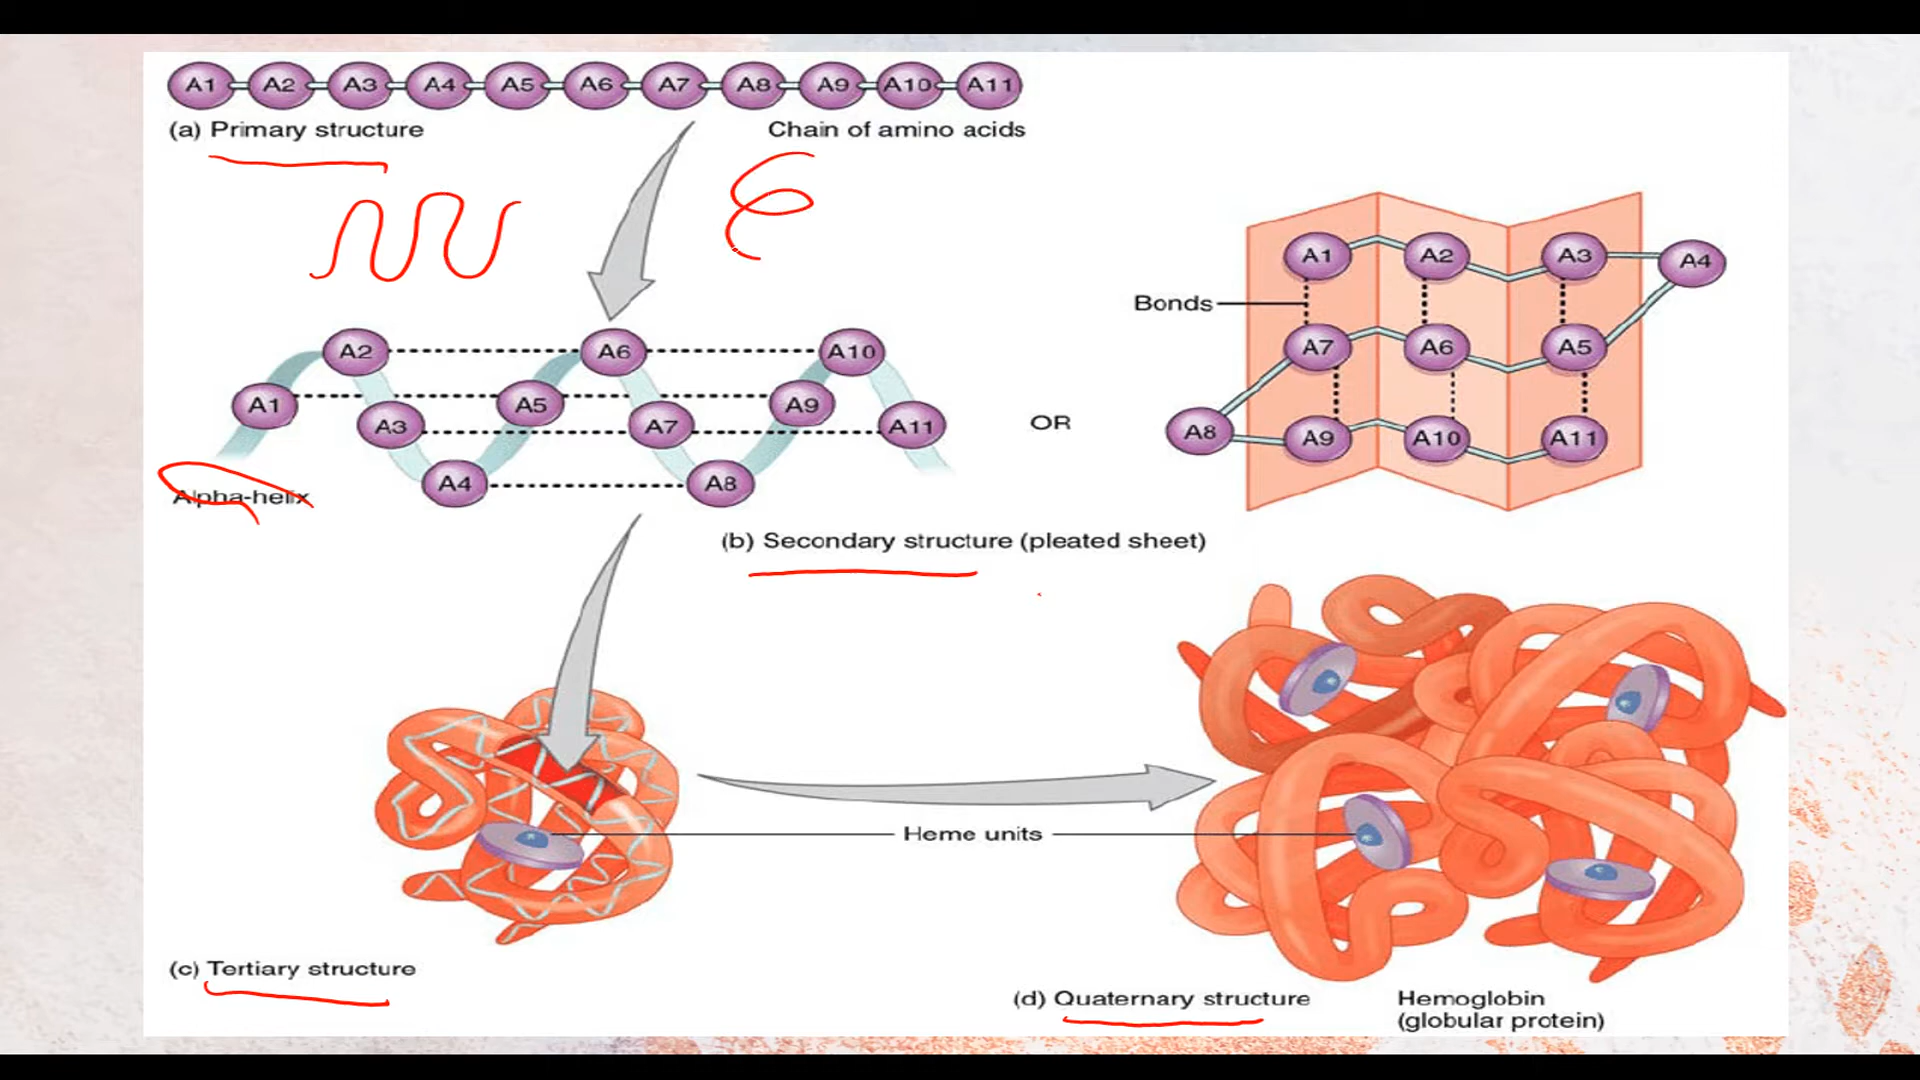 A1 A2 A3 A4 A5 A6 A7 A8 A9 A10 A11
(a) Primary structure
Chain of amino acids
A2 A6 A10
A1 A5 A9
A3 A7 A11
A4 A8
Alpha-helix
OR
A1 A2 A3 A4
Bonds
A7 A6 A5
A8 A9 A10 A11
(b) Secondary structure (pleated sheet)
Heme units
(c) Tertiary structure
(d) Quaternary structure
Hemoglobin
(globular protein)